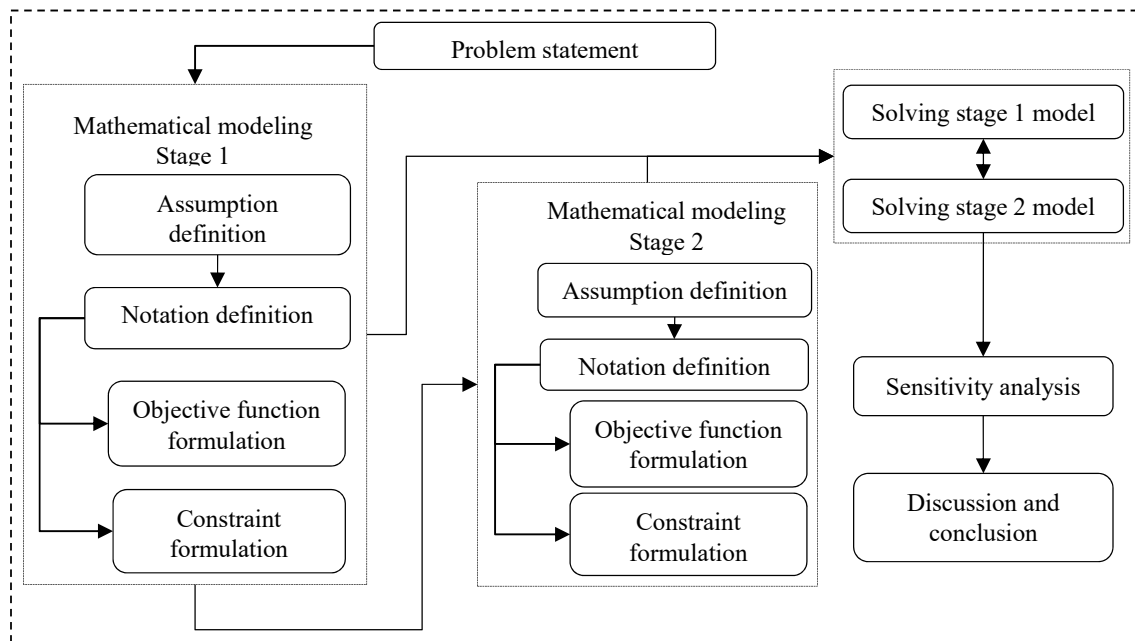 Problem statement
Mathematical modeling
Stage 1
Assumption
definition
Notation definition
Objective function
formulation
Constraint
formulation
Mathematical modeling
Stage 2
Assumption definition
Notation definition
Objective function
formulation
Constraint
formulation
Solving stage 1 model
Solving stage 2 model
Sensitivity analysis
Discussion and
conclusion